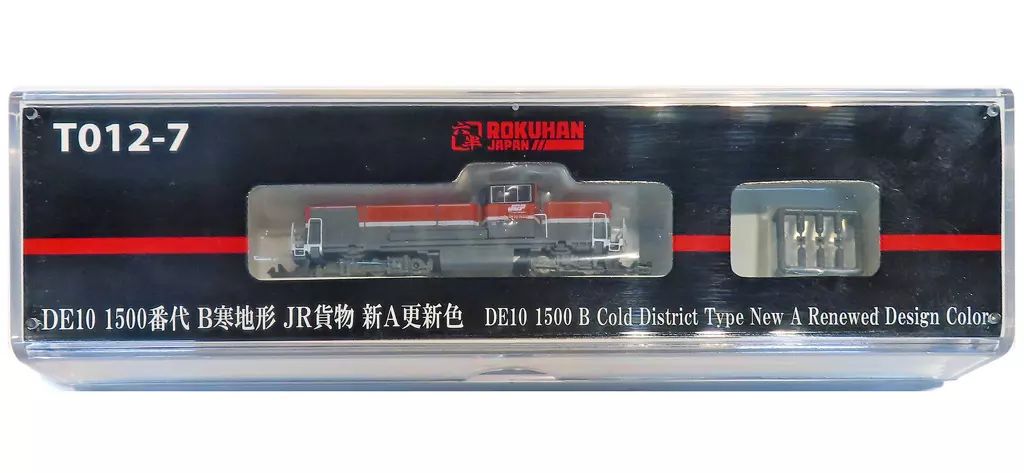 T012-7
ROKUHAN
JAPAN
DE10 1500番代 B寒地形 JR貨物 新A更新色 DE10 1500 B Cold District Type New A Renewed Design Color